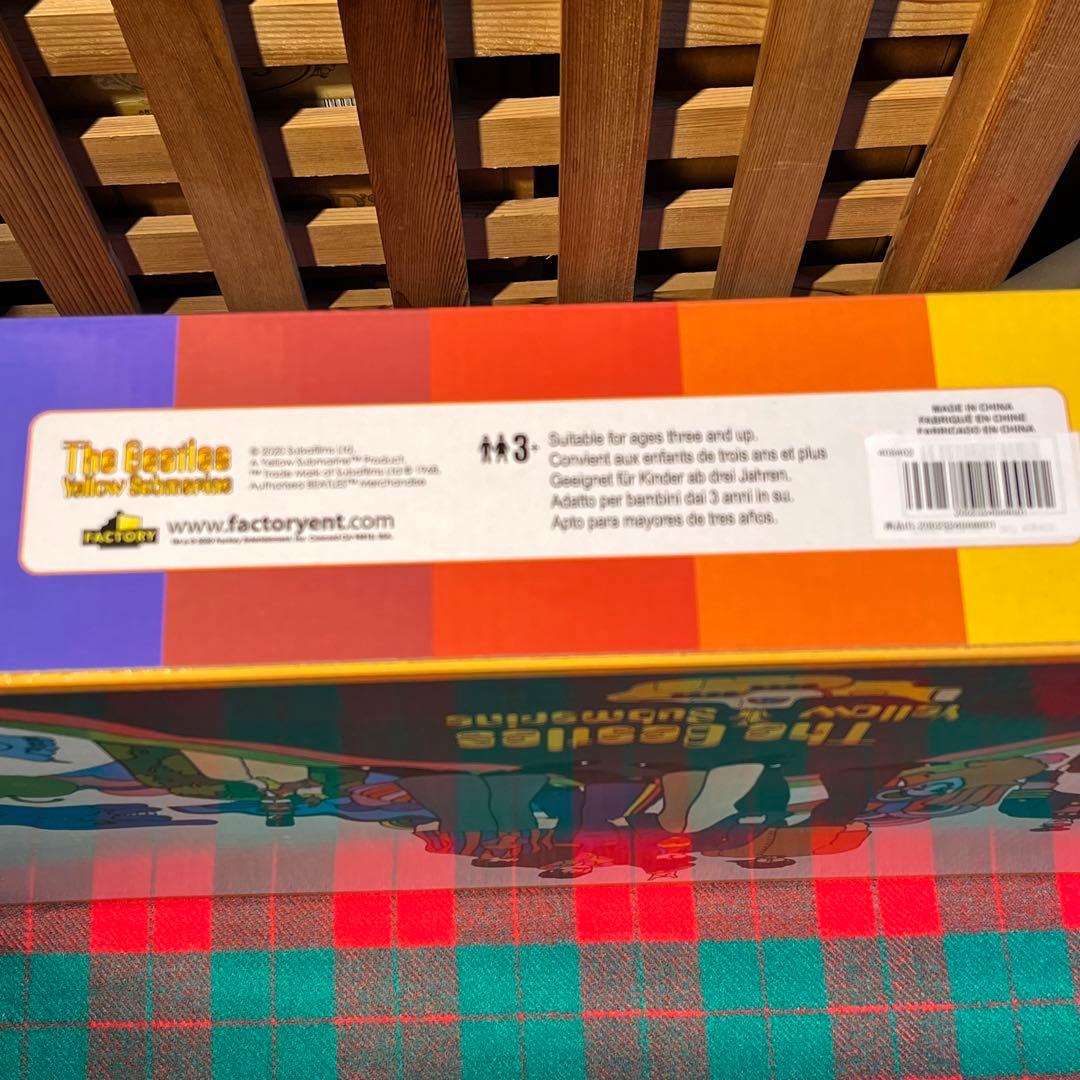 The Beatles
Yellow Submarine
© 2020 Subafilms Ltd.
A Yellow Submarine™ Product
™ Trade Mark of Subafilms Ltd © 1968.
Authorised BEATLES™ Merchandise
FACTORY
www.factoryent.com
3+
Suitable for ages three and up.
Convient aux enfants de trois ans et plus
Geeignet für Kinder ab drei Jahren.
Adatto per bambini dai 3 anni in su.
Apto para mayores de tres años.
MADE IN CHINA
FABRIQUÉ EN CHINE
FABRICADO EN CHINA
The Beatles
Yellow Submarine